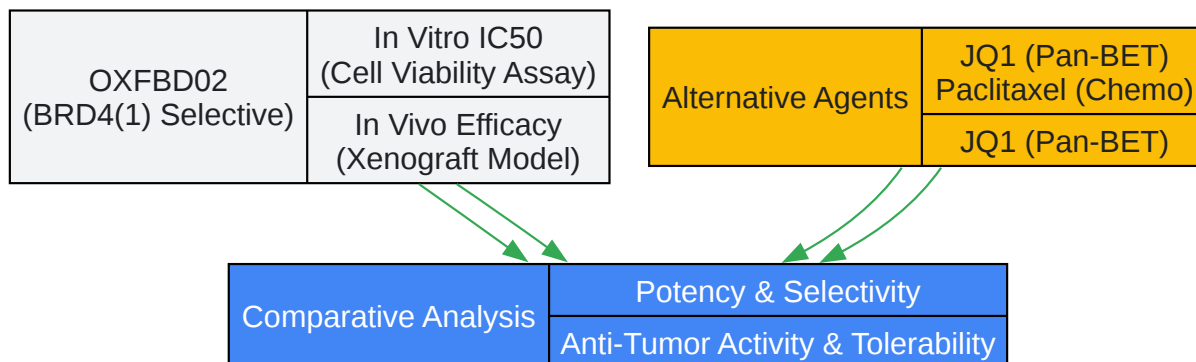 OXFBD02
(BRD4(1) Selective)
In Vitro IC50
(Cell Viability Assay)
In Vivo Efficacy
(Xenograft Model)
Alternative Agents
JQ1 (Pan-BET)
Paclitaxel (Chemo)
JQ1 (Pan-BET)
Comparative Analysis
Potency & Selectivity
Anti-Tumor Activity & Tolerability